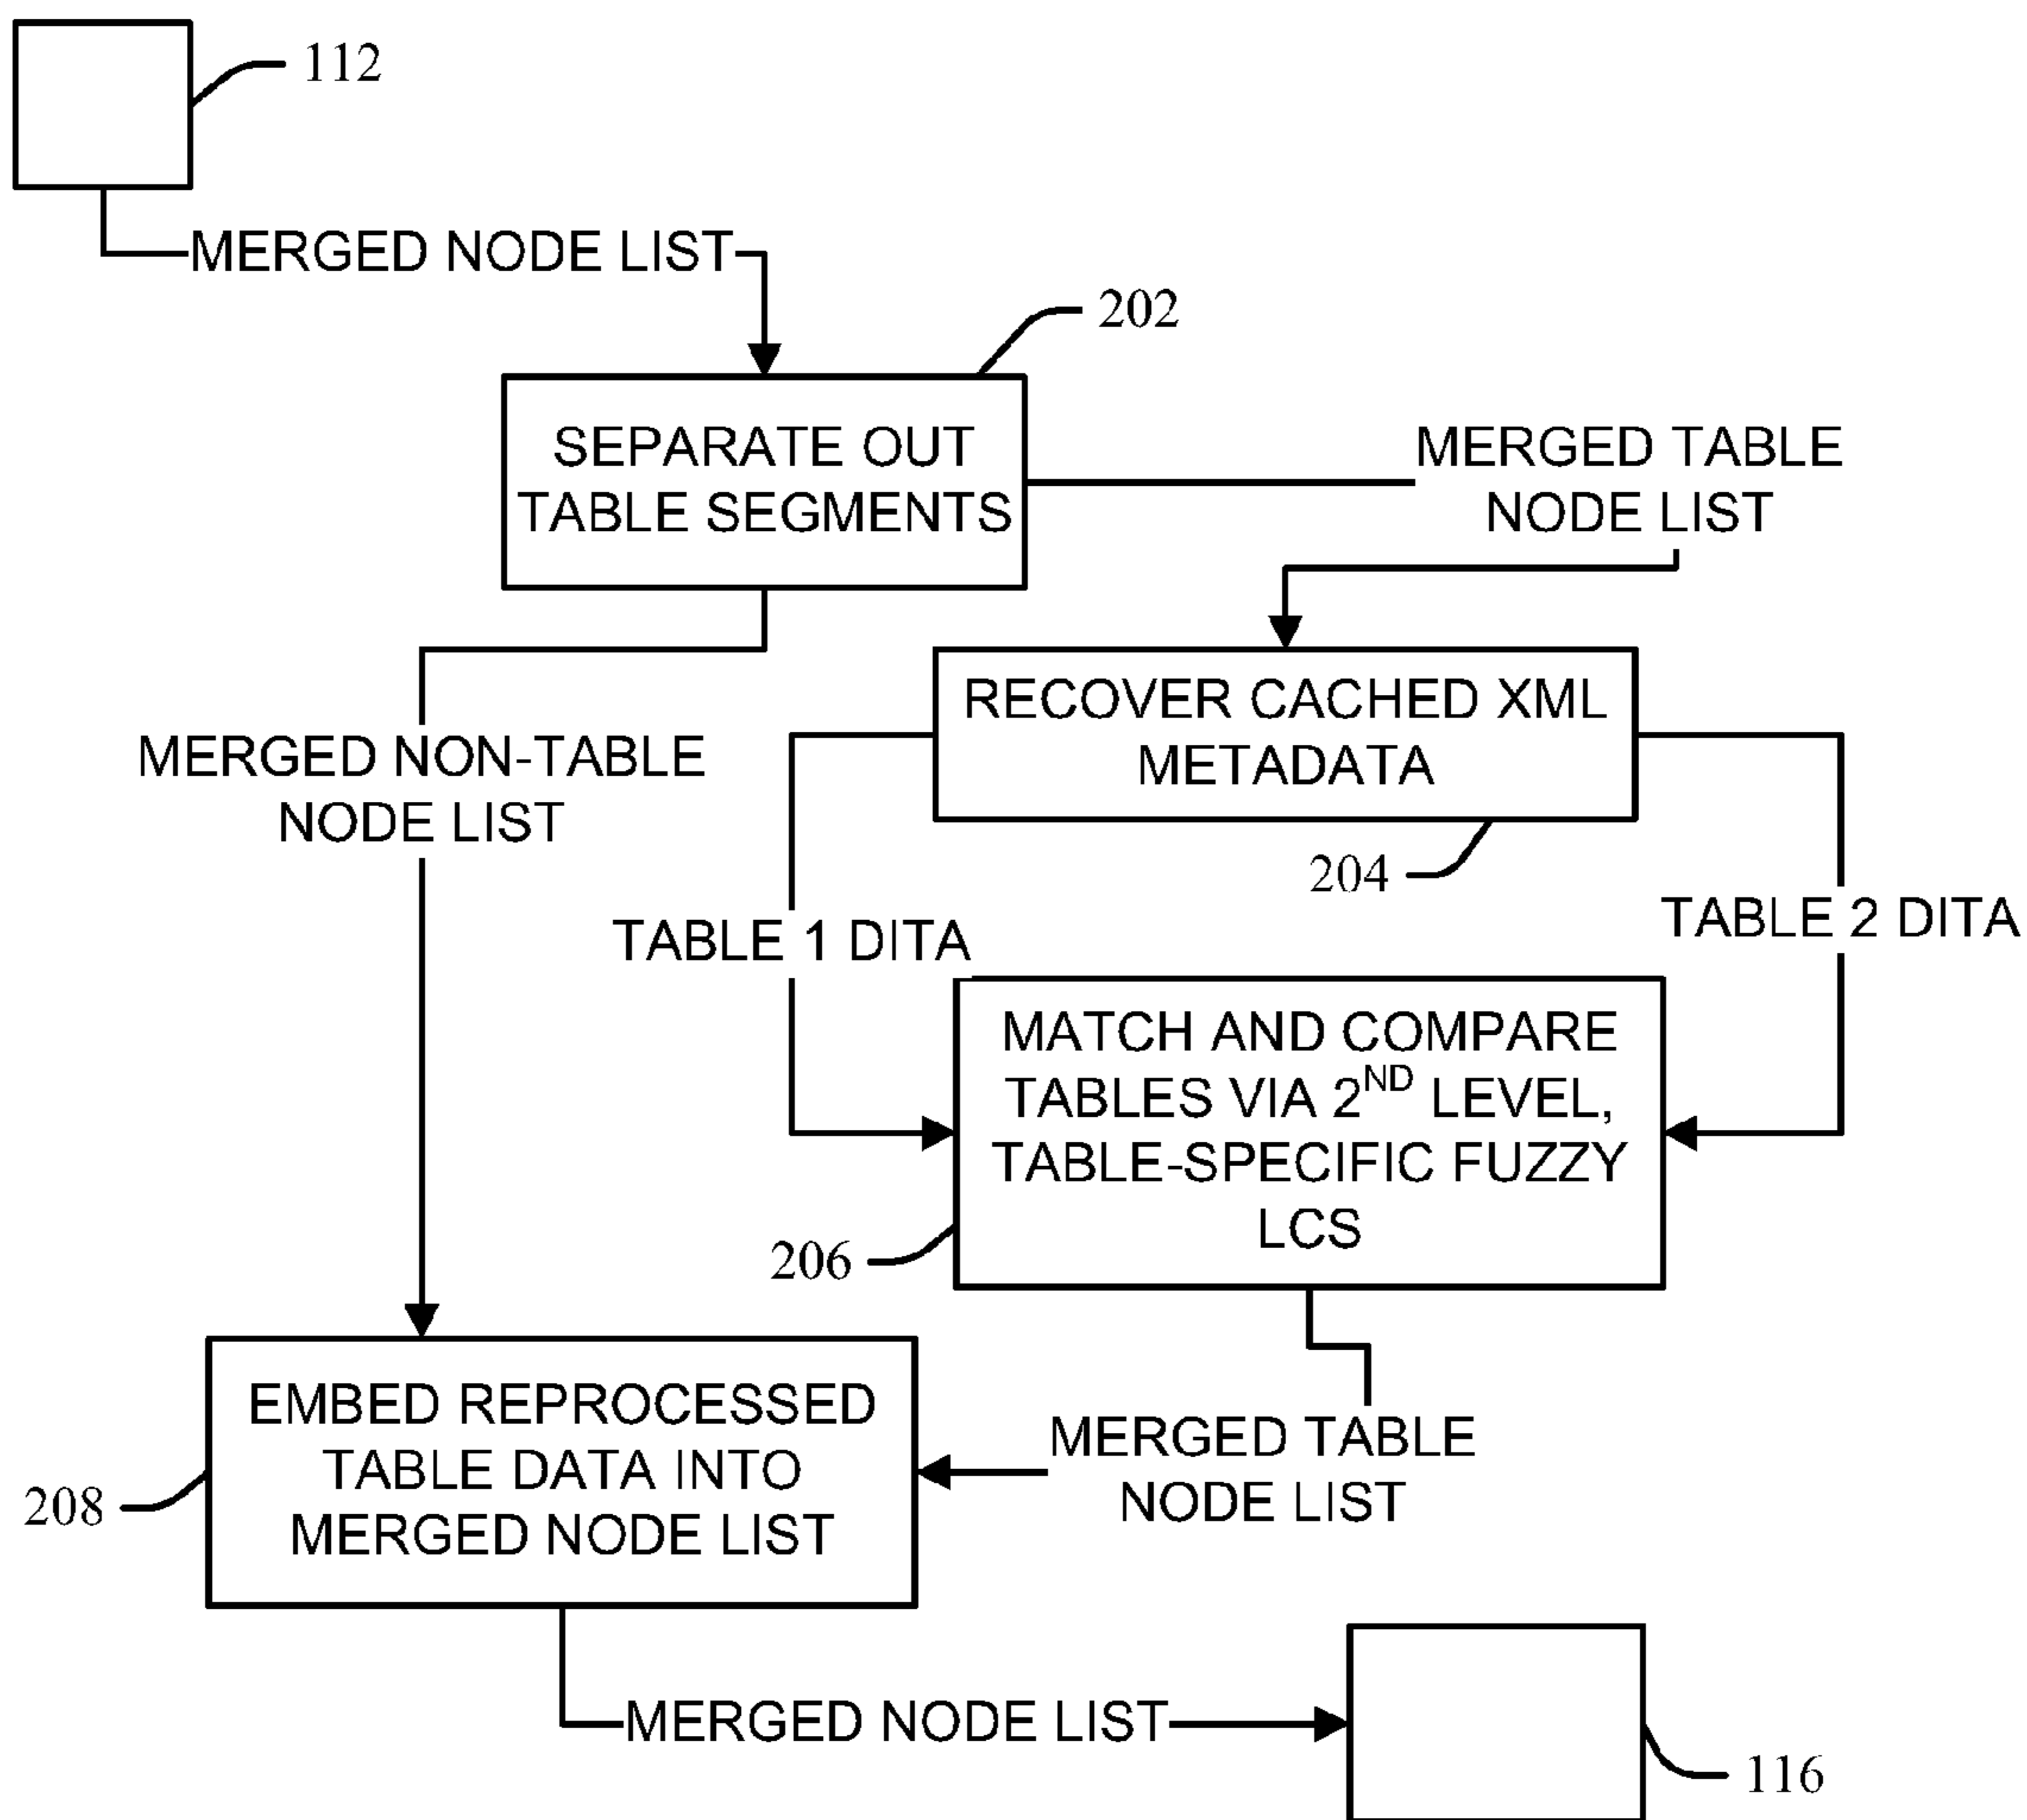 112
MERGED NODE LIST
202
SEPARATE OUT
TABLE SEGMENTS
MERGED TABLE
NODE LIST
RECOVER CACHED XML
METADATA
204
MERGED NON-TABLE
NODE LIST
TABLE 1 DITA
TABLE 2 DITA
MATCH AND COMPARE
TABLES VIA 2ND LEVEL,
TABLE-SPECIFIC FUZZY
LCS
206
EMBED REPROCESSED
TABLE DATA INTO
MERGED NODE LIST
208
MERGED TABLE
NODE LIST
MERGED NODE LIST
116